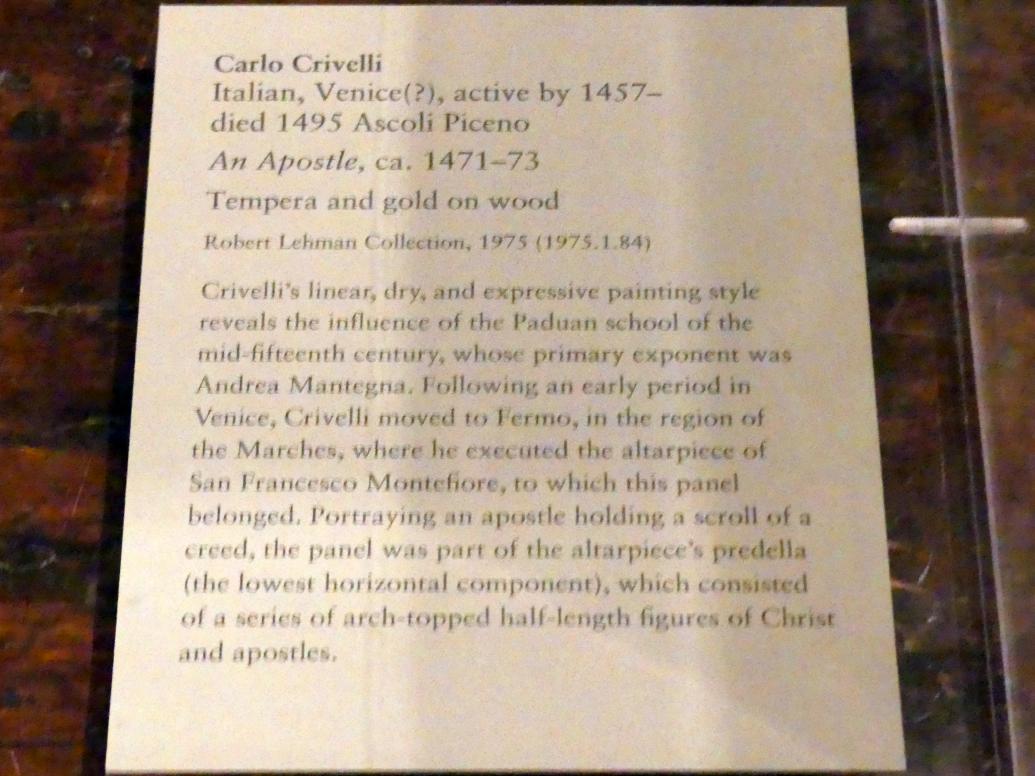 Carlo Crivelli
Italian, Venice(?), active by 1457–
died 1495 Ascoli Piceno
An Apostle, ca. 1471–73
Tempera and gold on wood
Robert Lehman Collection, 1975 (1975.1.84)
Crivelli's linear, dry, and expressive painting style
reveals the influence of the Paduan school of the
mid-fifteenth century, whose primary exponent was
Andrea Mantegna. Following an early period in
Venice, Crivelli moved to Fermo, in the region of
the Marches, where he executed the altarpiece of
San Francesco Montefiore, to which this panel
belonged. Portraying an apostle holding a scroll of a
creed, the panel was part of the altarpiece's predella
(the lowest horizontal component), which consisted
of a series of arch-topped half-length figures of Christ
and apostles.